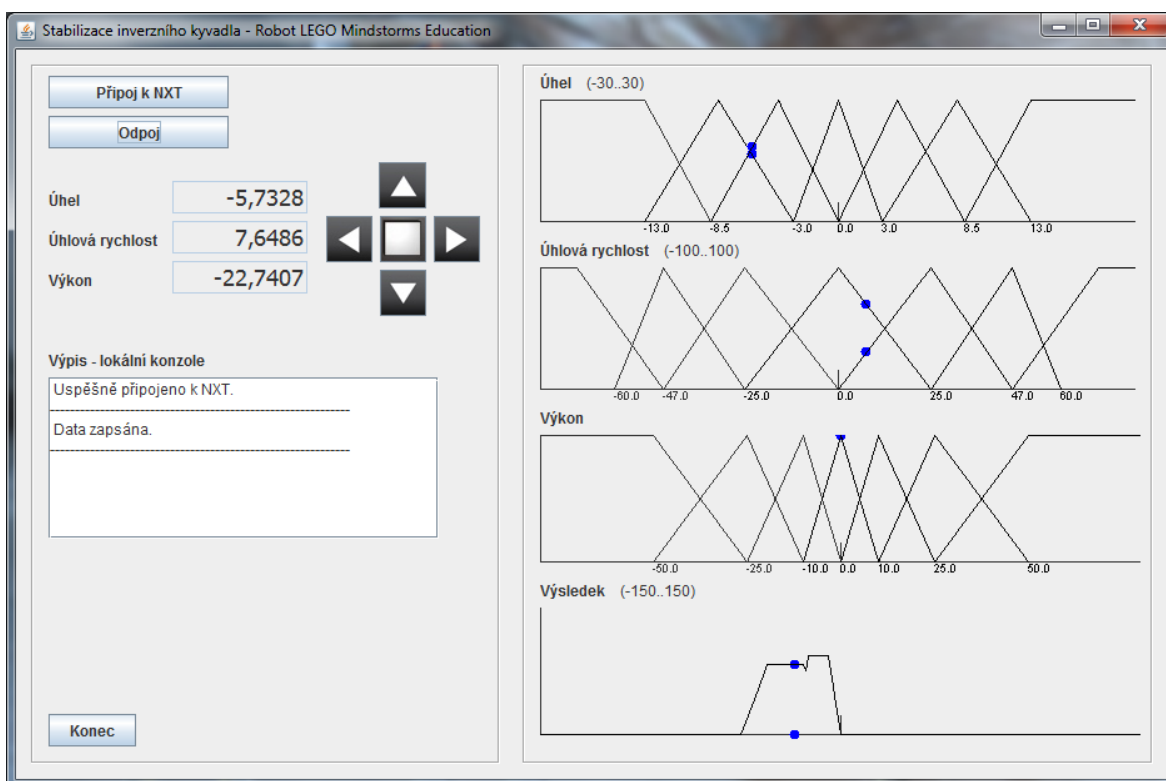 Stabilizace inverzního kyvadla - Robot LEGO Mindstorms Education
Připoj k NXT
Odpoj
Úhel -5,7328
Úhlová rychlost 7,6486
Výkon -22,7407
Výpis - lokální konzole
Uspěšně připojeno k NXT.
------------------------------------------------------------
Data zapsána.
------------------------------------------------------------
Konec
Úhel (-30..30)
-13.0 -8.5 -3.0 0.0 3.0 8.5 13.0
Úhlová rychlost (-100..100)
-60.0 -47.0 -25.0 0.0 25.0 47.0 60.0
Výkon
-50.0 -25.0 -10.0 0.0 10.0 25.0 50.0
Výsledek (-150..150)